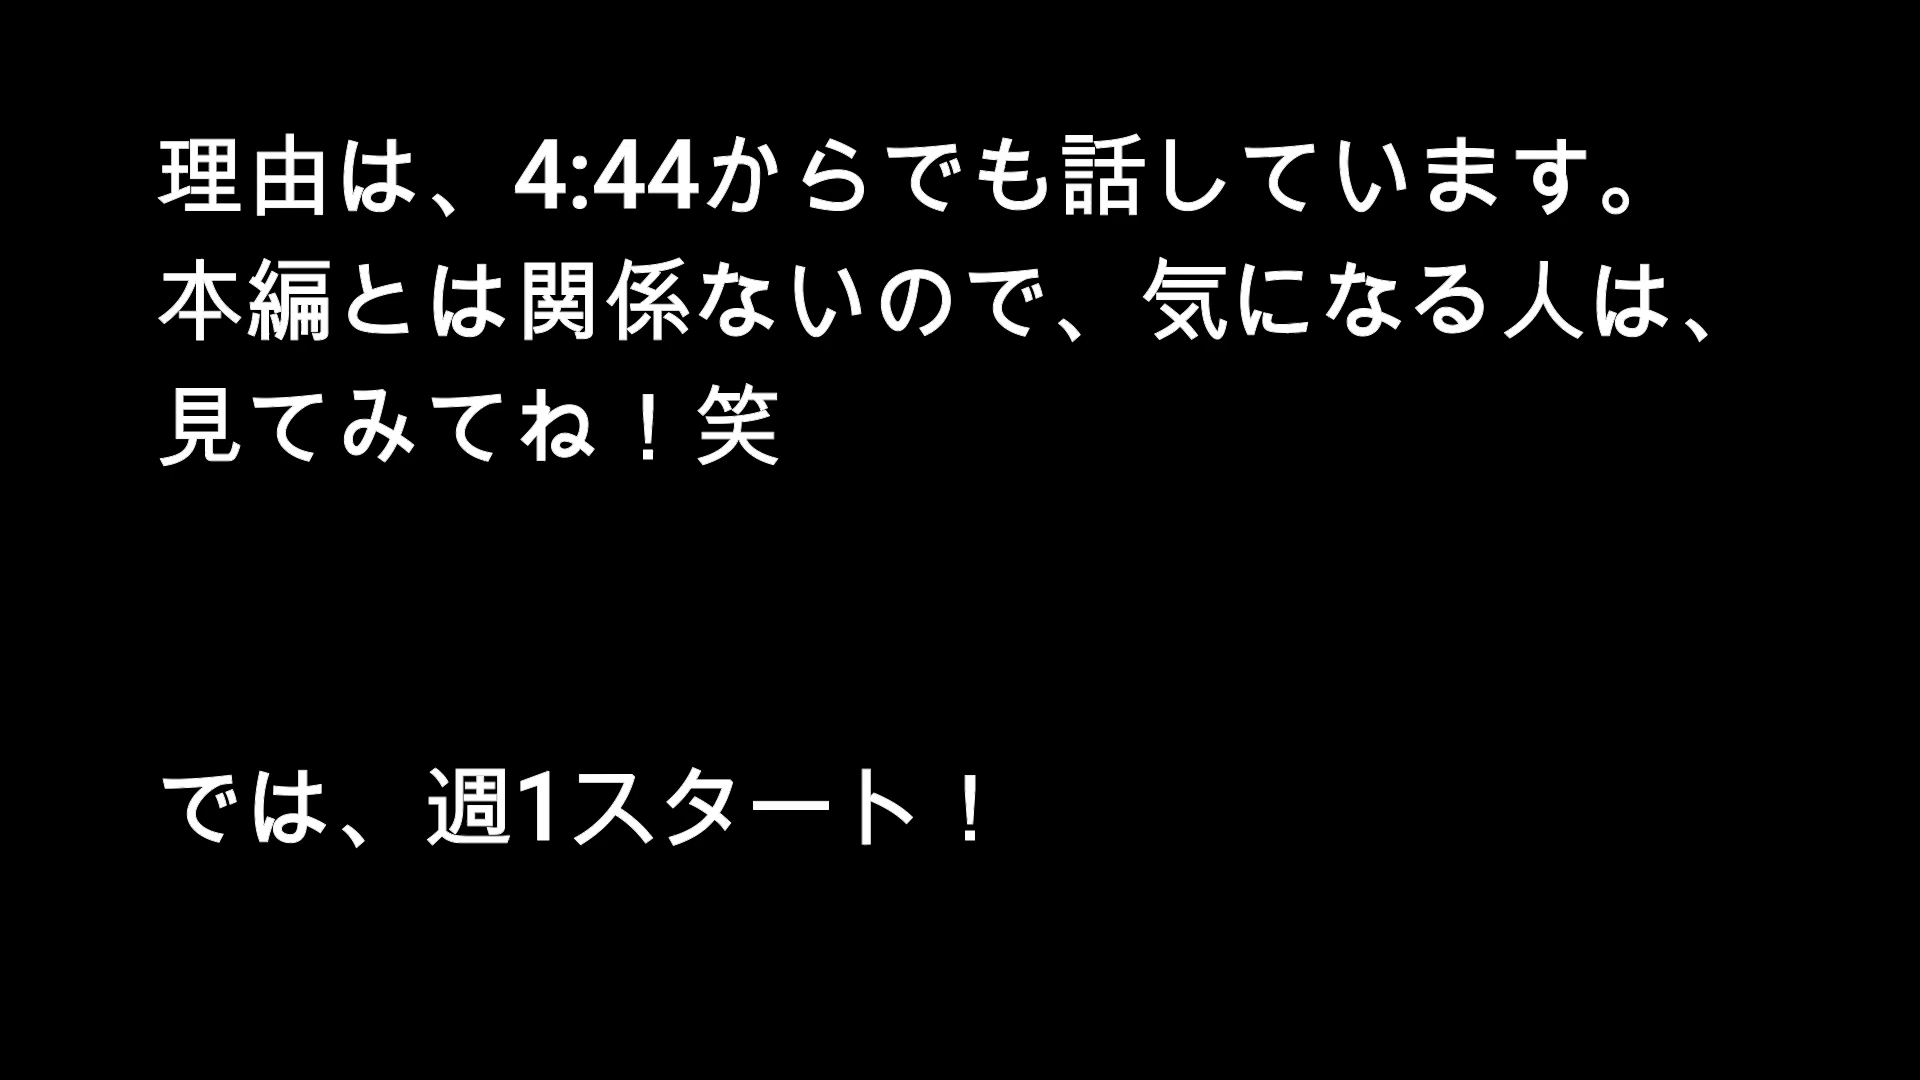 理由は、4:44からでも話しています。
本編とは関係ないので、気になる人は、
見てみてね！笑
では、週1スタート！